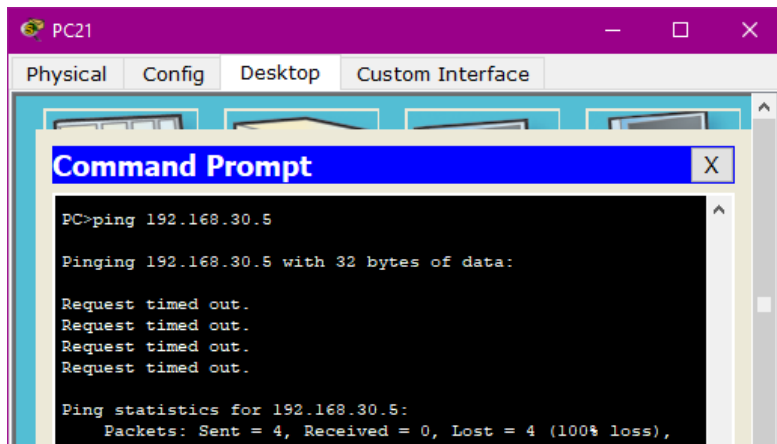 PC21
Physical Config Desktop Custom Interface
Command Prompt
X
PC>ping 192.168.30.5
Pinging 192.168.30.5 with 32 bytes of data:
Request timed out.
Request timed out.
Request timed out.
Request timed out.
Ping statistics for 192.168.30.5:
Packets: Sent = 4, Received = 0, Lost = 4 (100% loss),